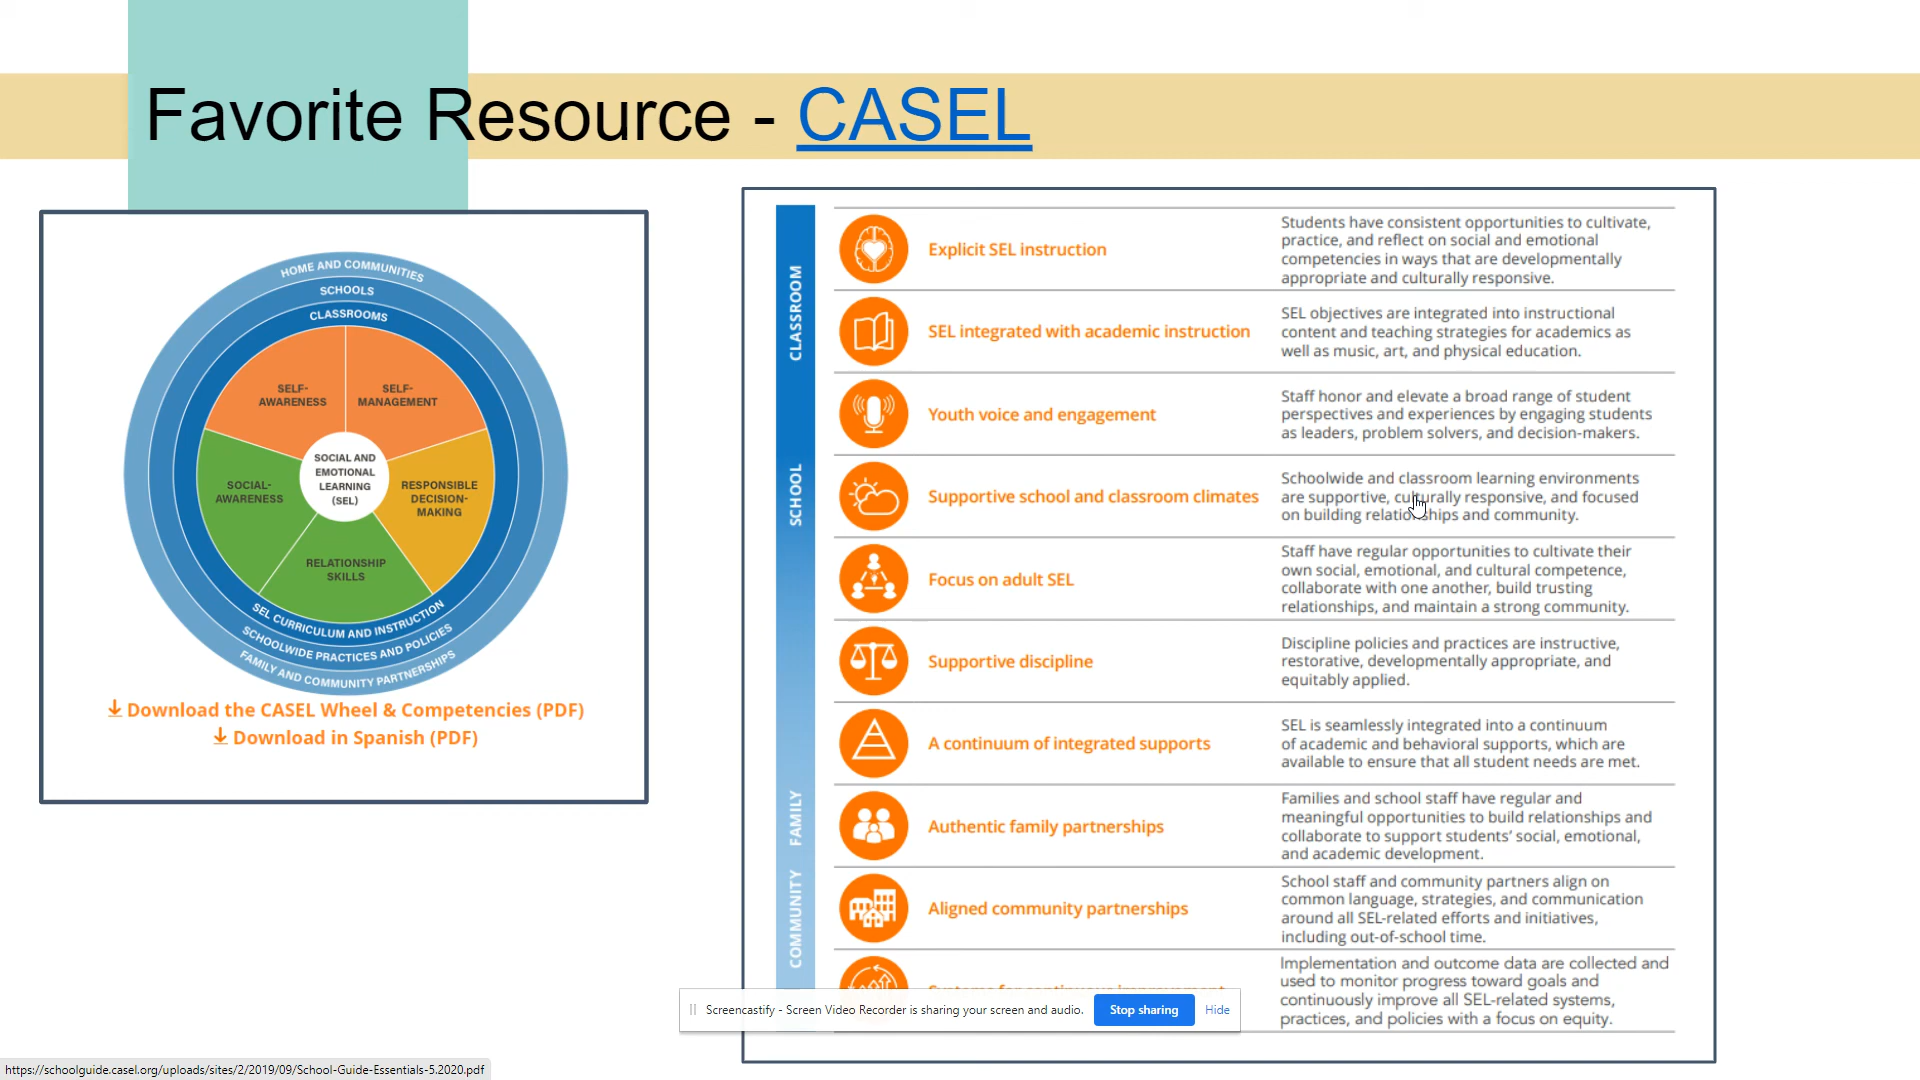 Favorite Resource - CASEL
HOME AND COMMUNITIES
SCHOOLS
CLASSROOMS
SELF-
AWARENESS
SELF-
MANAGEMENT
SOCIAL AND
EMOTIONAL
LEARNING
(SEL)
SOCIAL-
AWARENESS
RESPONSIBLE
DECISION-
MAKING
RELATIONSHIP
SKILLS
SEL CURRICULUM AND INSTRUCTION
SCHOOLWIDE PRACTICES AND POLICIES
FAMILY AND COMMUNITY PARTNERSHIPS
Download the CASEL Wheel & Competencies (PDF)
Download in Spanish (PDF)
CLASSROOM
SCHOOL
FAMILY
COMMUNITY
Explicit SEL instruction
Students have consistent opportunities to cultivate,
practice, and reflect on social and emotional
competencies in ways that are developmentally
appropriate and culturally responsive.
SEL integrated with academic instruction
SEL objectives are integrated into instructional
content and teaching strategies for academics as
well as music, art, and physical education.
Youth voice and engagement
Staff honor and elevate a broad range of student
perspectives and experiences by engaging students
as leaders, problem solvers, and decision-makers.
Supportive school and classroom climates
Schoolwide and classroom learning environments
are supportive, culturally responsive, and focused
on building relationships and community.
Focus on adult SEL
Staff have regular opportunities to cultivate their
own social, emotional, and cultural competence,
collaborate with one another, build trusting
relationships, and maintain a strong community.
Supportive discipline
Discipline policies and practices are instructive,
restorative, developmentally appropriate, and
equitably applied.
A continuum of integrated supports
SEL is seamlessly integrated into a continuum
of academic and behavioral supports, which are
available to ensure that all student needs are met.
Authentic family partnerships
Families and school staff have regular and
meaningful opportunities to build relationships and
collaborate to support students' social, emotional,
and academic development.
Aligned community partnerships
School staff and community partners align on
common language, strategies, and communication
around all SEL-related efforts and initiatives,
including out-of-school time.
Implementation and outcome data are collected and
used to monitor progress toward goals and
continuously improve all SEL-related systems,
practices, and policies with a focus on equity.
Screencastify - Screen Video Recorder is sharing your screen and audio.
Stop sharing
Hide
https://schoolguide.casel.org/uploads/sites/2/2019/09/School-Guide-Essentials-5.2020.pdf